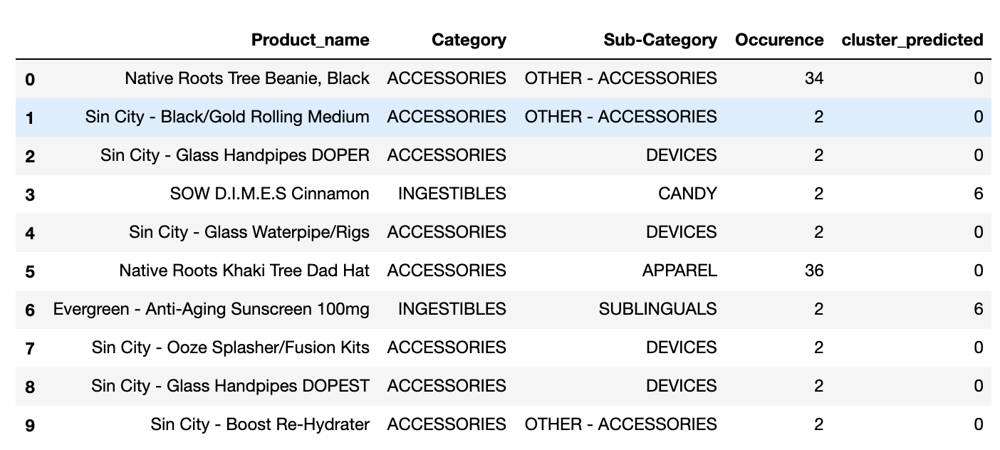 Product_name Category Sub-Category Occurence cluster_predicted
0 Native Roots Tree Beanie, Black ACCESSORIES OTHER - ACCESSORIES 34 0
1 Sin City - Black/Gold Rolling Medium ACCESSORIES OTHER - ACCESSORIES 2 0
2 Sin City - Glass Handpipes DOPER ACCESSORIES DEVICES 2 0
3 SOW D.I.M.E.S Cinnamon INGESTIBLES CANDY 2 6
4 Sin City - Glass Waterpipe/Rigs ACCESSORIES DEVICES 2 0
5 Native Roots Khaki Tree Dad Hat ACCESSORIES APPAREL 36 0
6 Evergreen - Anti-Aging Sunscreen 100mg INGESTIBLES SUBLINGUALS 2 6
7 Sin City - Ooze Splasher/Fusion Kits ACCESSORIES DEVICES 2 0
8 Sin City - Glass Handpipes DOPEST ACCESSORIES DEVICES 2 0
9 Sin City - Boost Re-Hydrater ACCESSORIES OTHER - ACCESSORIES 2 0